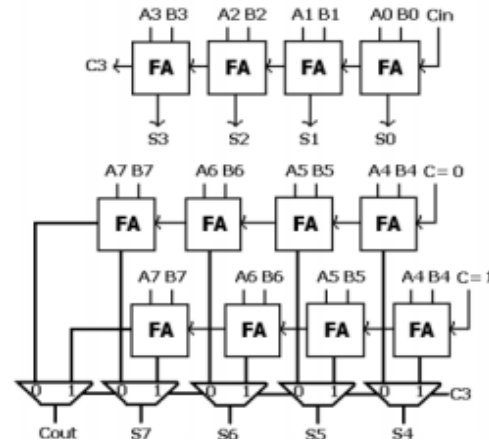 A3 B3 A2 B2 A1 B1 A0 B0 Cin
C3 FA FA FA FA
S3 S2 S1 S0
A7 B7 A6 B6 A5 B5 A4 B4 C=0
FA FA FA FA
A7 B7 A6 B6 A5 B5 A4 B4 C=1
FA FA FA FA
0 1 0 1 0 1 0 1 0 1 C3
Cout S7 S6 S5 S4